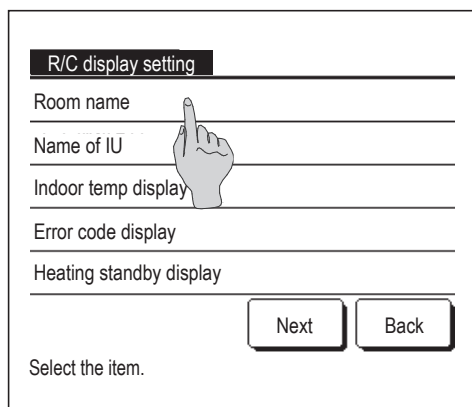 R/C display setting
Room name
Name of IU
Indoor temp display
Error code display
Heating standby display
Next Back
Select the item.